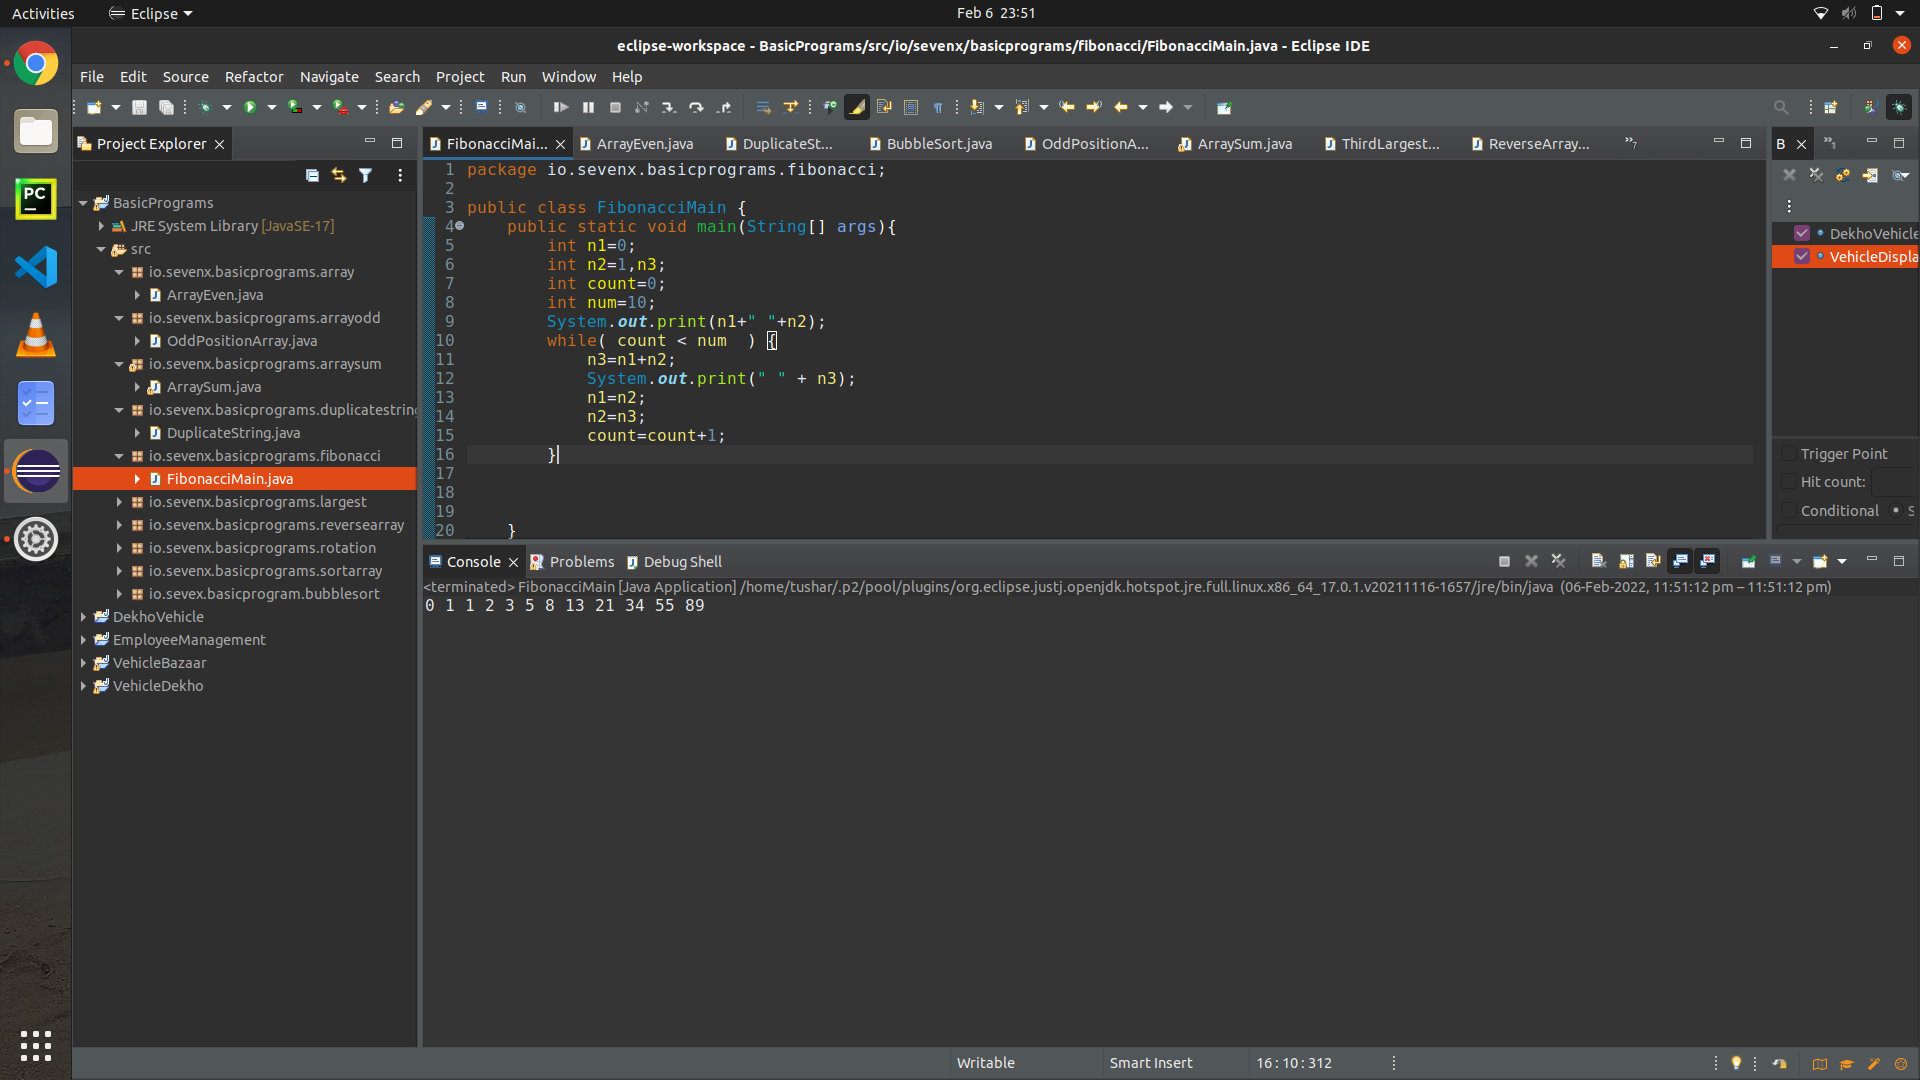 Activities
Eclipse
Feb 6 23:51
eclipse-workspace - BasicPrograms/src/io/sevenx/basicprograms/fibonacci/FibonacciMain.java - Eclipse IDE
File Edit Source Refactor Navigate Search Project Run Window Help
Project Explorer
BasicPrograms
JRE System Library [JavaSE-17]
src
io.sevenx.basicprograms.array
ArrayEven.java
io.sevenx.basicprograms.arrayodd
OddPositionArray.java
io.sevenx.basicprograms.arraysum
ArraySum.java
io.sevenx.basicprograms.duplicatestring
DuplicateString.java
io.sevenx.basicprograms.fibonacci
FibonacciMain.java
io.sevenx.basicprograms.largest
io.sevenx.basicprograms.reversearray
io.sevenx.basicprograms.rotation
io.sevenx.basicprograms.sortarray
io.sevex.basicprogram.bubblesort
DekhoVehicle
EmployeeManagement
VehicleBazaar
VehicleDekho
FibonacciMai... ArrayEven.java DuplicateSt... BubbleSort.java OddPositionA... ArraySum.java ThirdLargest... ReverseArray... 7
1 package io.sevenx.basicprograms.fibonacci;
2
3 public class FibonacciMain {
4 public static void main(String[] args){
5 int n1=0;
6 int n2=1,n3;
7 int count=0;
8 int num=10;
9 System.out.print(n1+" "+n2);
10 while( count < num  ) {
11 n3=n1+n2;
12 System.out.print(" " + n3);
13 n1=n2;
14 n2=n3;
15 count=count+1;
16 }
17
18
19
20 }
B 1
DekhoVehicle
VehicleDispla
Trigger Point
Hit count:
Conditional S
Console Problems Debug Shell
<terminated> FibonacciMain [Java Application] /home/tushar/.p2/pool/plugins/org.eclipse.justj.openjdk.hotspot.jre.full.linux.x86_64_17.0.1.v20211116-1657/jre/bin/java (06-Feb-2022, 11:51:12 pm – 11:51:12 pm)
0 1 1 2 3 5 8 13 21 34 55 89
PC
Writable
Smart Insert
16 : 10 : 312